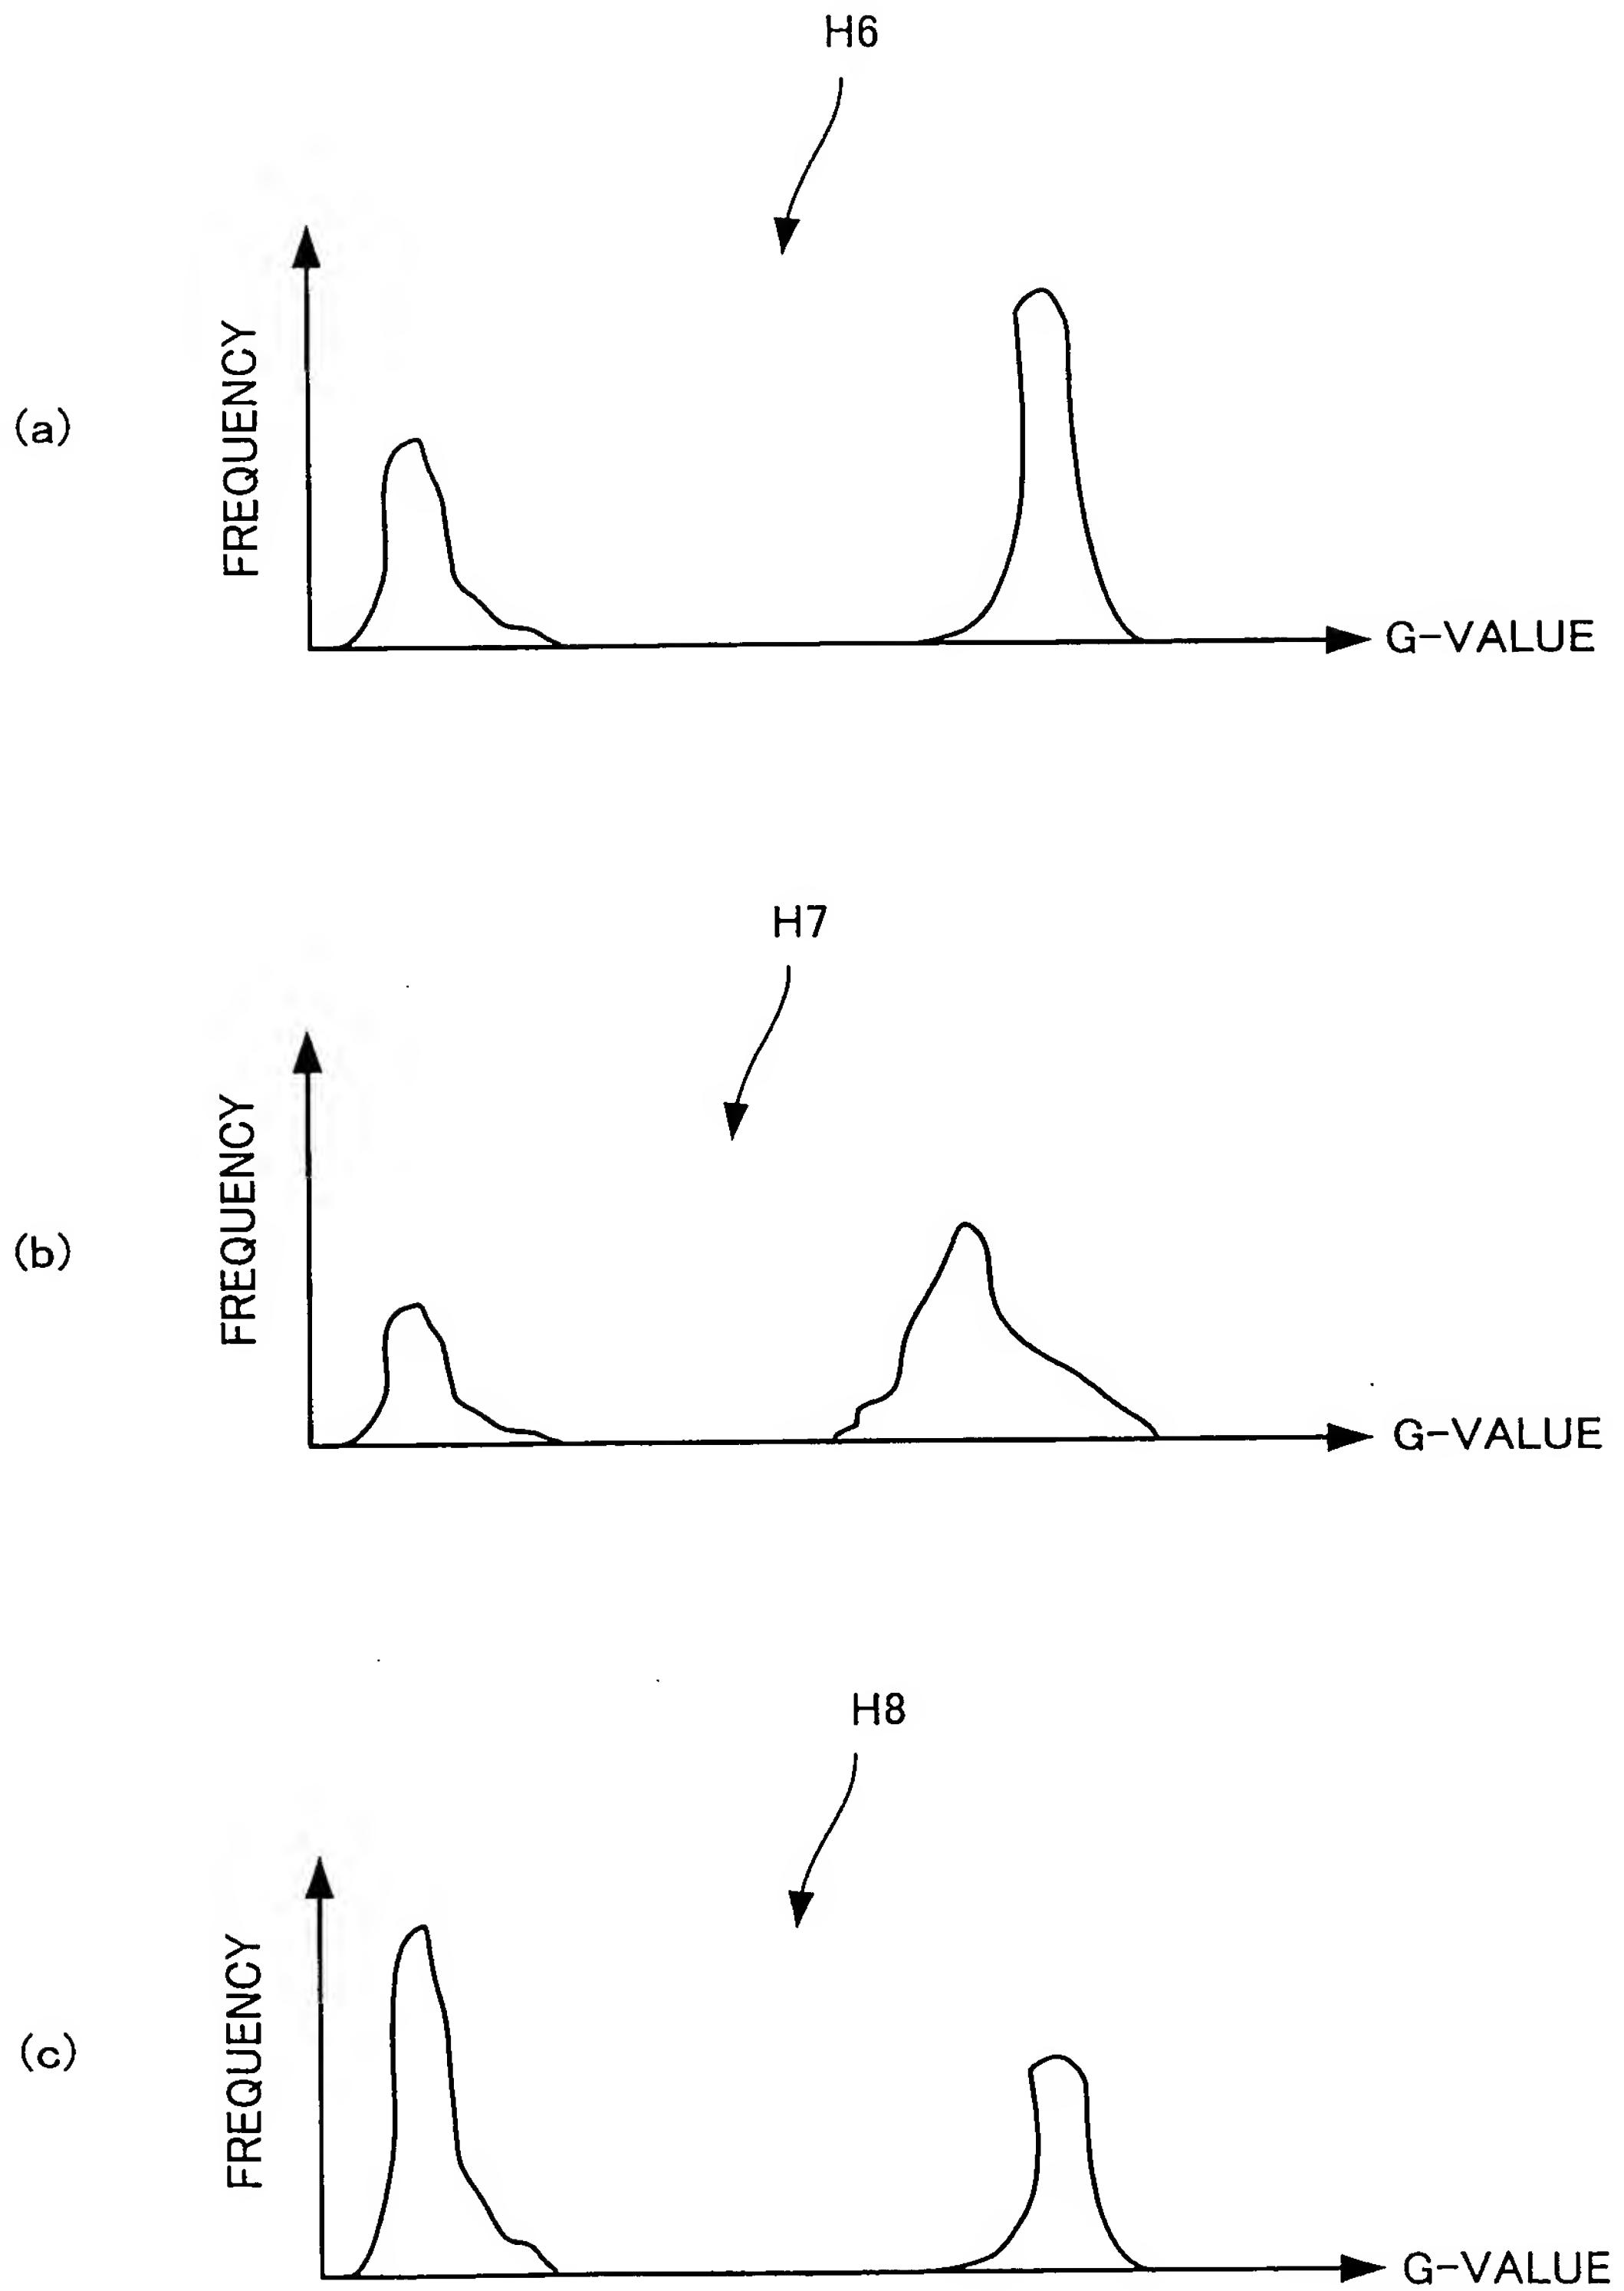 H6
(a)
FREQUENCY
G-VALUE
H7
(b)
FREQUENCY
G-VALUE
H8
(c)
FREQUENCY
G-VALUE